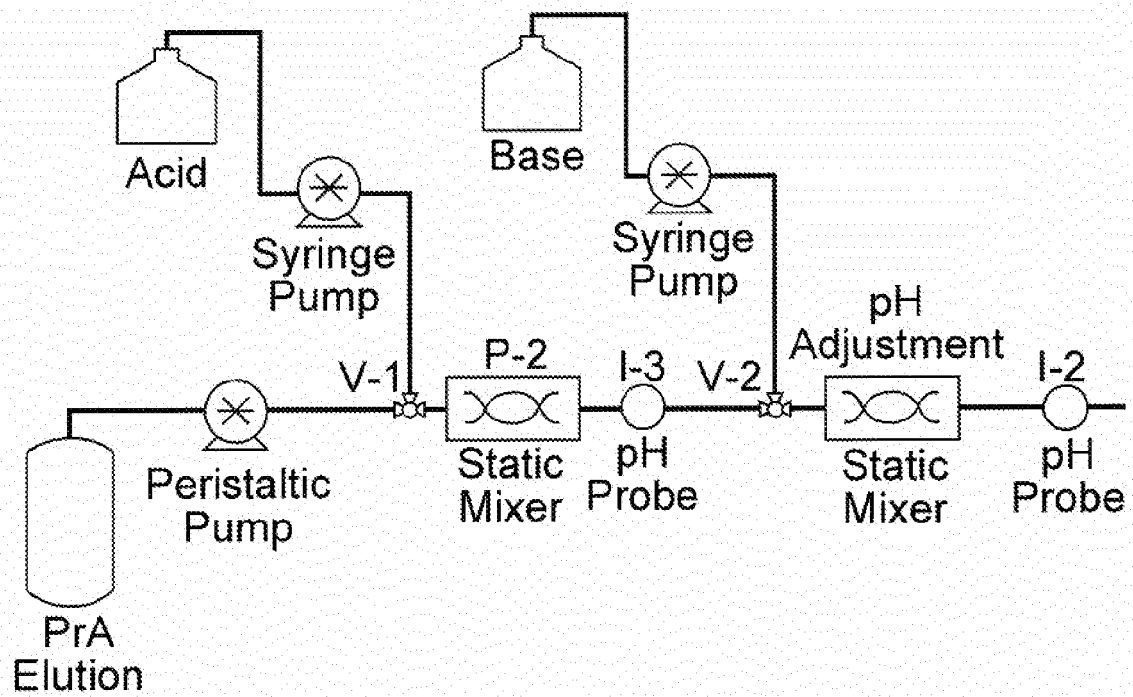 Acid
Syringe
Pump
Base
Syringe
Pump
pH
Adjustment
V-1
P-2
I-3
V-2
I-2
Peristaltic
Pump
Static
Mixer
pH
Probe
Static
Mixer
pH
Probe
PrA
Elution